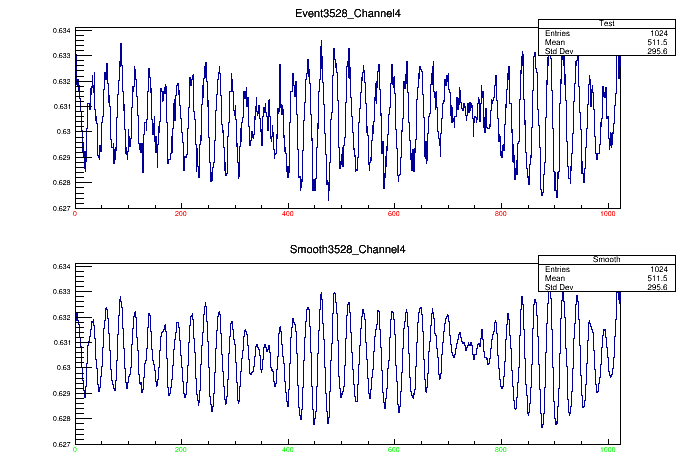 Event3528_Channel4
Test
Entries 1024
Mean 511.5
Std Dev 295.6
0.634
0.633
0.632
0.631
0.63
0.629
0.628
0.627
0 200 400 600 800 1000
Smooth3528_Channel4
Smooth
Entries 1024
Mean 511.5
Std Dev 295.6
0.634
0.633
0.632
0.631
0.63
0.629
0.628
0.627
0 200 400 600 800 1000